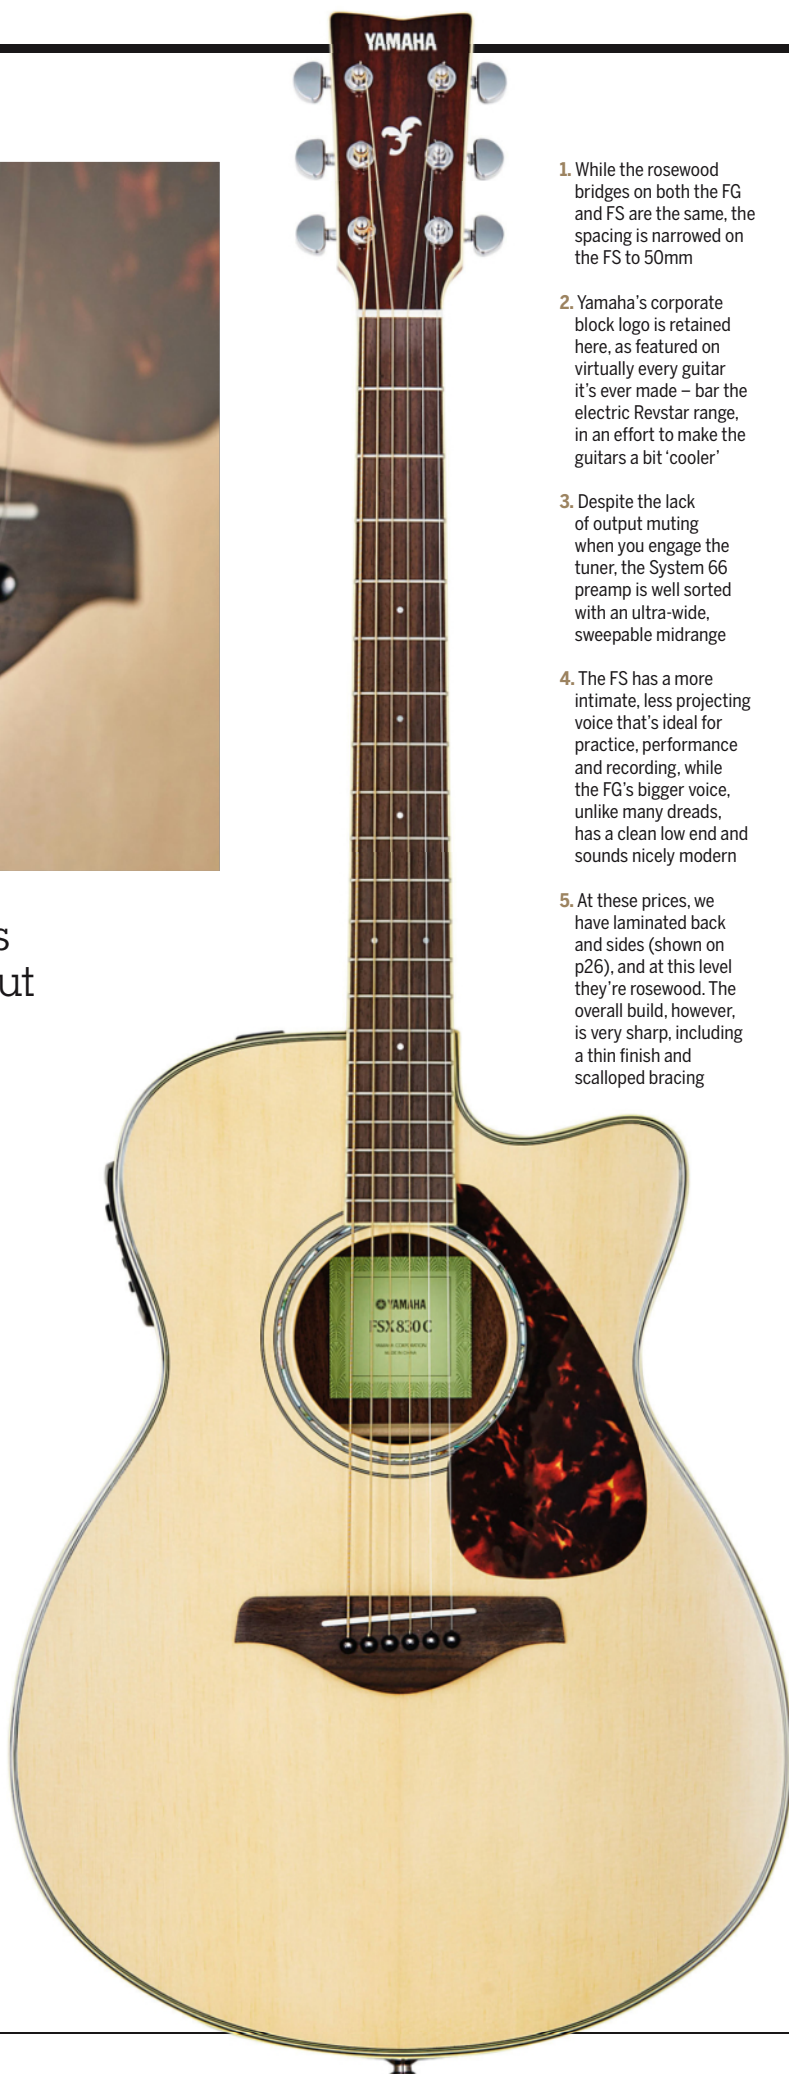 YAMAHA
1. While the rosewood
bridges on both the FG
and FS are the same, the
spacing is narrowed on
the FS to 50mm
2. Yamaha's corporate
block logo is retained
here, as featured on
virtually every guitar
it's ever made – bar the
electric Revstar range,
in an effort to make the
guitars a bit 'cooler'
3. Despite the lack
of output muting
when you engage the
tuner, the System 66
preamp is well sorted
with an ultra-wide,
sweepable midrange
4. The FS has a more
intimate, less projecting
voice that's ideal for
practice, performance
and recording, while
the FG's bigger voice,
unlike many dreads,
has a clean low end and
sounds nicely modern
5. At these prices, we
have laminated back
and sides (shown on
p26), and at this level
they're rosewood. The
overall build, however,
is very sharp, including
a thin finish and
scalloped bracing
s
ut
YAMAHA
FSX830C
YAMAHA CORPORATION
MADE IN CHINA